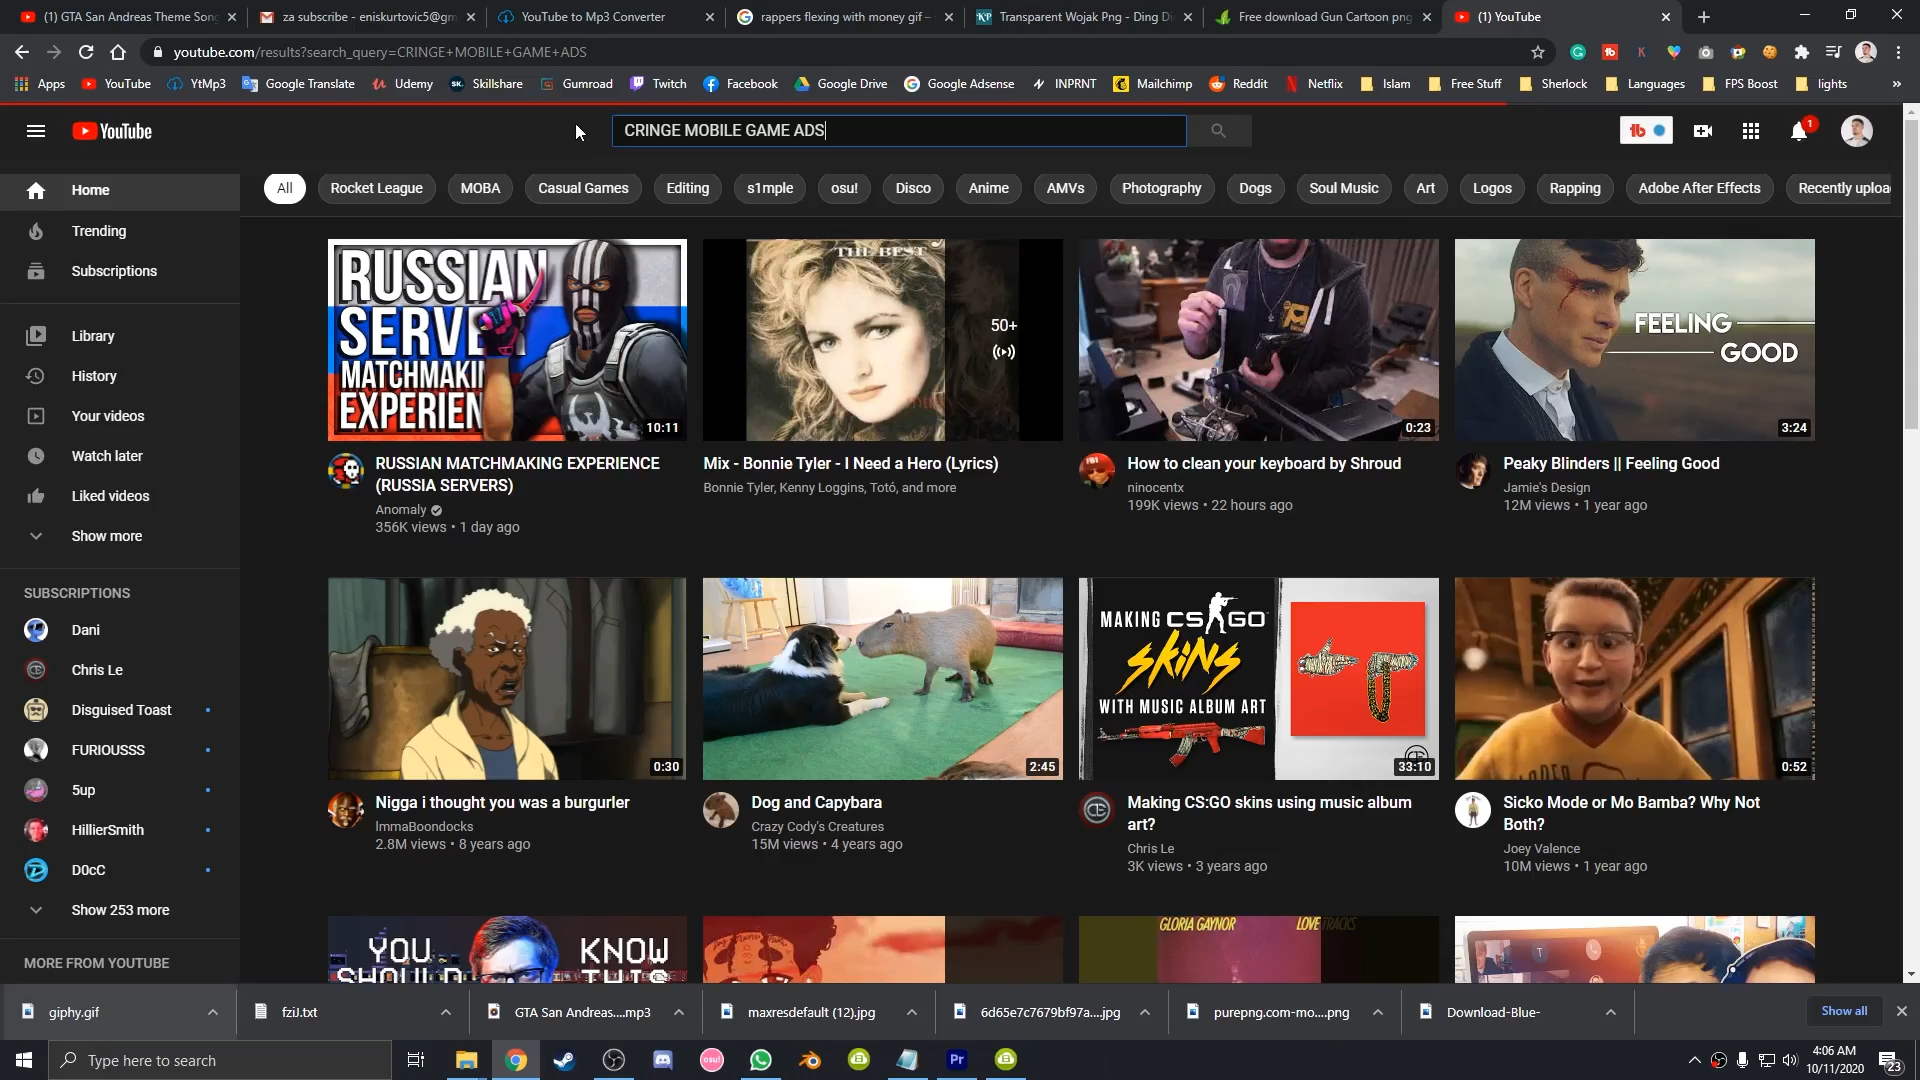 (1) GTA San Andreas Theme Song
za subscribe - eniskurtovic5@gm
YouTube to Mp3 Converter
rappers flexing with money gif –
Transparent Wojak Png - Ding Di
Free download Gun Cartoon png
(1) YouTube
youtube.com/results?search_query=CRINGE+MOBILE+GAME+ADS
Apps
YouTube
YtMp3
Google Translate
Udemy
Skillshare
Gumroad
Twitch
Facebook
Google Drive
Google Adsense
INPRNT
Mailchimp
Reddit
Netflix
Islam
Free Stuff
Sherlock
Languages
FPS Boost
lights
YouTube
CRINGE MOBILE GAME ADS
1
Home
Trending
Subscriptions
Library
History
Your videos
Watch later
Liked videos
Show more
SUBSCRIPTIONS
Dani
Chris Le
Disguised Toast
FURIOUSSS
5up
HillierSmith
D0cC
Show 253 more
MORE FROM YOUTUBE
All
Rocket League
MOBA
Casual Games
Editing
s1mple
osu!
Disco
Anime
AMVs
Photography
Dogs
Soul Music
Art
Logos
Rapping
Adobe After Effects
Recently uploa
RUSSIAN
SERVE
MATCHMAKI
EXPERIEN
10:11
RUSSIAN MATCHMAKING EXPERIENCE
(RUSSIA SERVERS)
Anomaly
356K views • 1 day ago
THE BEST
50+
Mix - Bonnie Tyler - I Need a Hero (Lyrics)
Bonnie Tyler, Kenny Loggins, Totó, and more
0:23
How to clean your keyboard by Shroud
ninocentx
199K views • 22 hours ago
FEELING
GOOD
3:24
Peaky Blinders || Feeling Good
Jamie's Design
12M views • 1 year ago
0:30
Nigga i thought you was a burgurler
ImmaBoondocks
2.8M views • 8 years ago
2:45
Dog and Capybara
Crazy Cody's Creatures
15M views • 4 years ago
MAKING CS GO
SKINS
WITH MUSIC ALBUM ART
33:10
Making CS:GO skins using music album
art?
Chris Le
3K views • 3 years ago
0:52
Sicko Mode or Mo Bamba? Why Not
Both?
Joey Valence
10M views • 1 year ago
YOU KNOW
SHOULD THIS
GLORIA GAYNOR LOVE TRACKS
giphy.gif
fziJ.txt
GTA San Andreas....mp3
maxresdefault (12).jpg
6d65e7c7679bf97a....jpg
purepng.com-mo....png
Download-Blue-
Show all
Type here to search
4:06 AM
10/11/2020
23